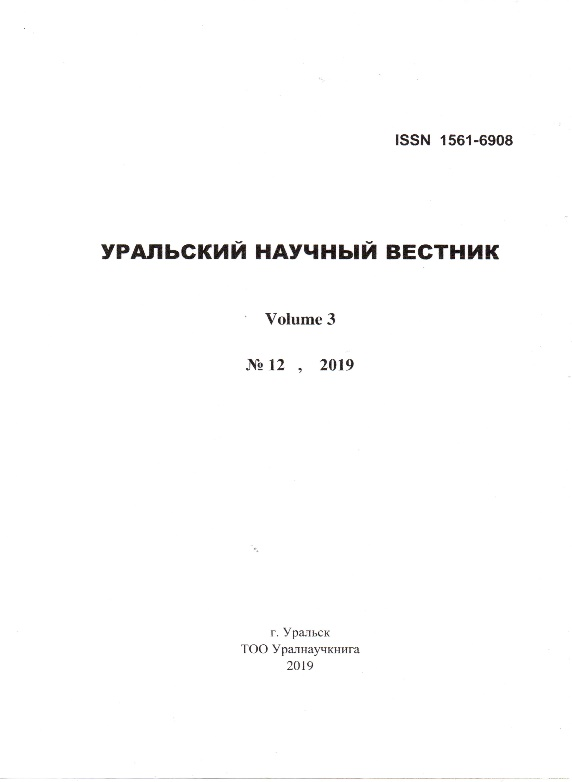 ISSN 1561-6908
УРАЛЬСКИЙ НАУЧНЫЙ ВЕСТНИК
Volume 3
№ 12 , 2019
г. Уральск
ТОО Уралнаучкнига
2019